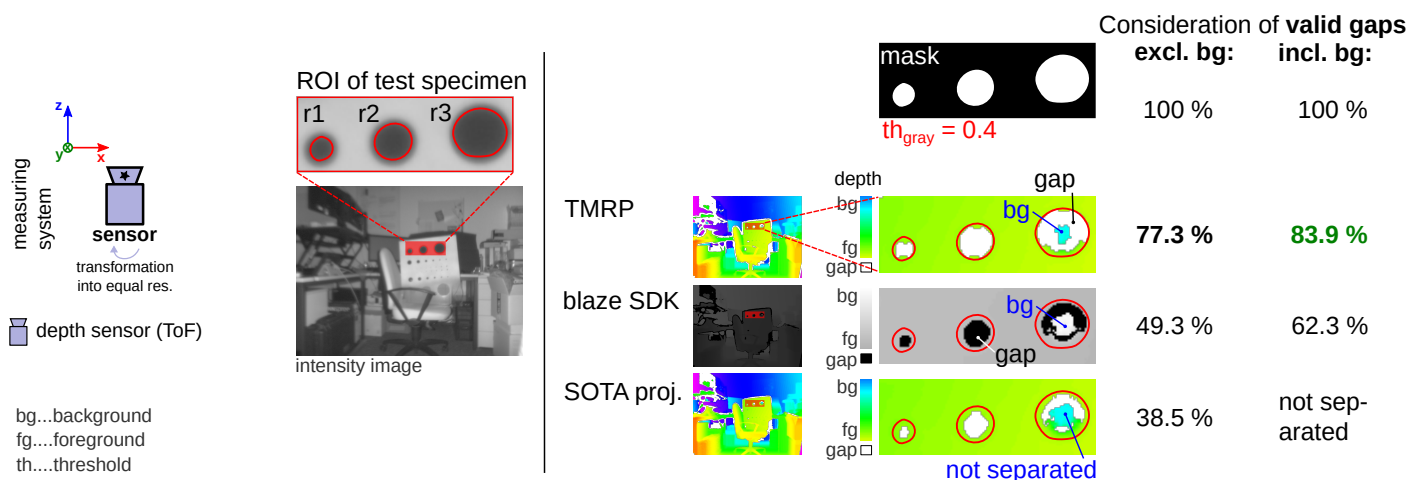 z
x
y
measuring
system
sensor
transformation
into equal res.
depth sensor (ToF)
bg...background
fg....foreground
th....threshold
ROI of test specimen
r1 r2 r3
intensity image
Consideration of valid gaps
excl. bg: incl. bg:
mask
th_gray = 0.4
100 % 100 %
TMRP
depth
bg
fg
gap
bg
gap
77.3 % 83.9 %
blaze SDK
bg
fg
gap
bg
gap
49.3 % 62.3 %
SOTA proj.
bg
fg
gap
not separated
38.5 %
not sep-
arated